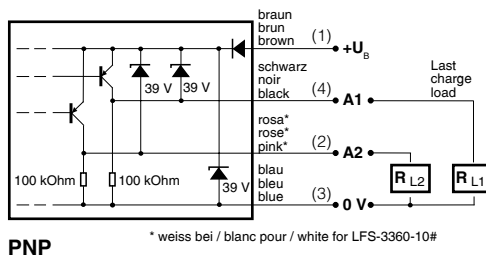 braun
brun
brown
(1)
+UB
schwarz
noir
black
(4)
A1
Last
charge
load
39 V
39 V
rosa*
rose*
pink*
(2)
A2
100 kOhm
100 kOhm
39 V
blau
bleu
blue
(3)
0 V
R L2
R L1
* weiss bei / blanc pour / white for LFS-3360-10#
PNP